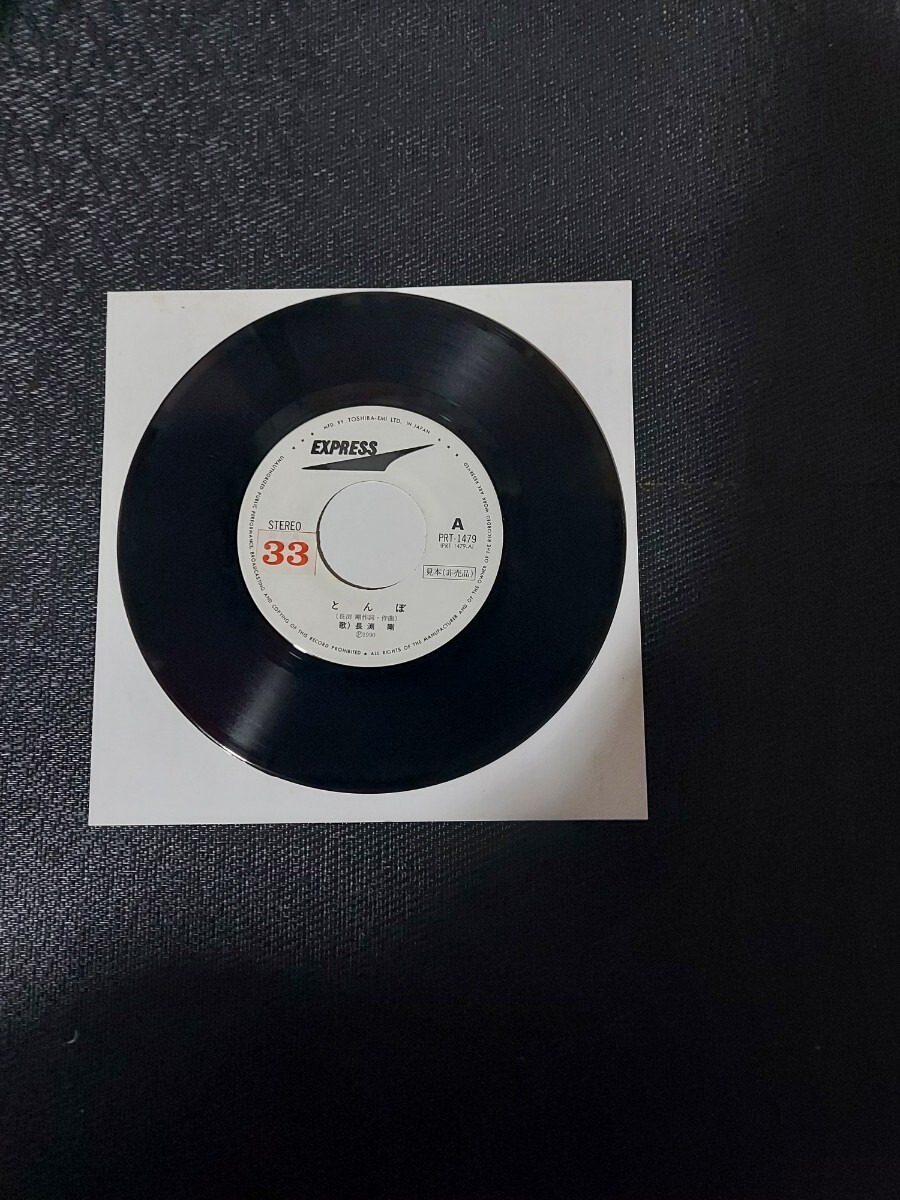 MFD. BY TOSHIBA-EMI LTD. IN JAPAN
EXPRESS
STEREO
33
A
PRT-1479
(PRT 1479-A)
見本(非売品)
とんぼ
(長渕 剛作詞・作曲)
歌) 長渕 剛
Ⓟ1990
UNAUTHORIZED PUBLIC PERFORMANCE, BROADCASTING AND COPYING OF THIS RECORD PROHIBITED • ALL RIGHTS OF THE MANUFACTURER AND OF THE OWNER OF THE RECORDED WORK ARE RESERVED